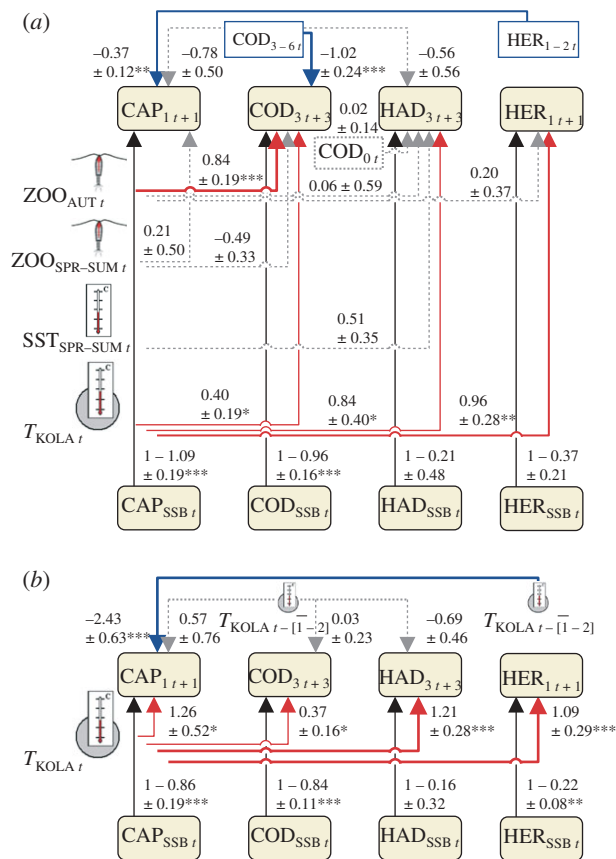 (a)
COD3–6 t
HER1–2 t
–0.37
± 0.12**
–0.78
± 0.50
–1.02
± 0.24***
–0.56
± 0.56
CAP1 t+1
COD3 t+3
HAD3 t+3
HER1 t+1
0.02
± 0.14
COD0 t
ZOOAUT t
0.84
± 0.19***
0.06 ± 0.59
0.20
± 0.37
ZOOSPR–SUM t
0.21
± 0.50
–0.49
± 0.33
c
SSTSPR–SUM t
0.51
± 0.35
c
TKOLA t
0.40
± 0.19*
0.84
± 0.40*
0.96
± 0.28**
1 – 1.09
± 0.19***
1 – 0.96
± 0.16***
1 – 0.21
± 0.48
1 – 0.37
± 0.21
CAPSSB t
CODSSB t
HADSSB t
HERSSB t
(b)
TKOLA t – [1 – 2]
TKOLA t – [1 – 2]
–2.43
± 0.63***
0.57
± 0.76
0.03
± 0.23
–0.69
± 0.46
CAP1 t+1
COD3 t+3
HAD3 t+3
HER1 t+1
c
TKOLA t
1.26
± 0.52*
0.37
± 0.16*
1.21
± 0.28***
1.09
± 0.29***
1 – 0.86
± 0.19***
1 – 0.84
± 0.11***
1 – 0.16
± 0.32
1 – 0.22
± 0.08**
CAPSSB t
CODSSB t
HADSSB t
HERSSB t